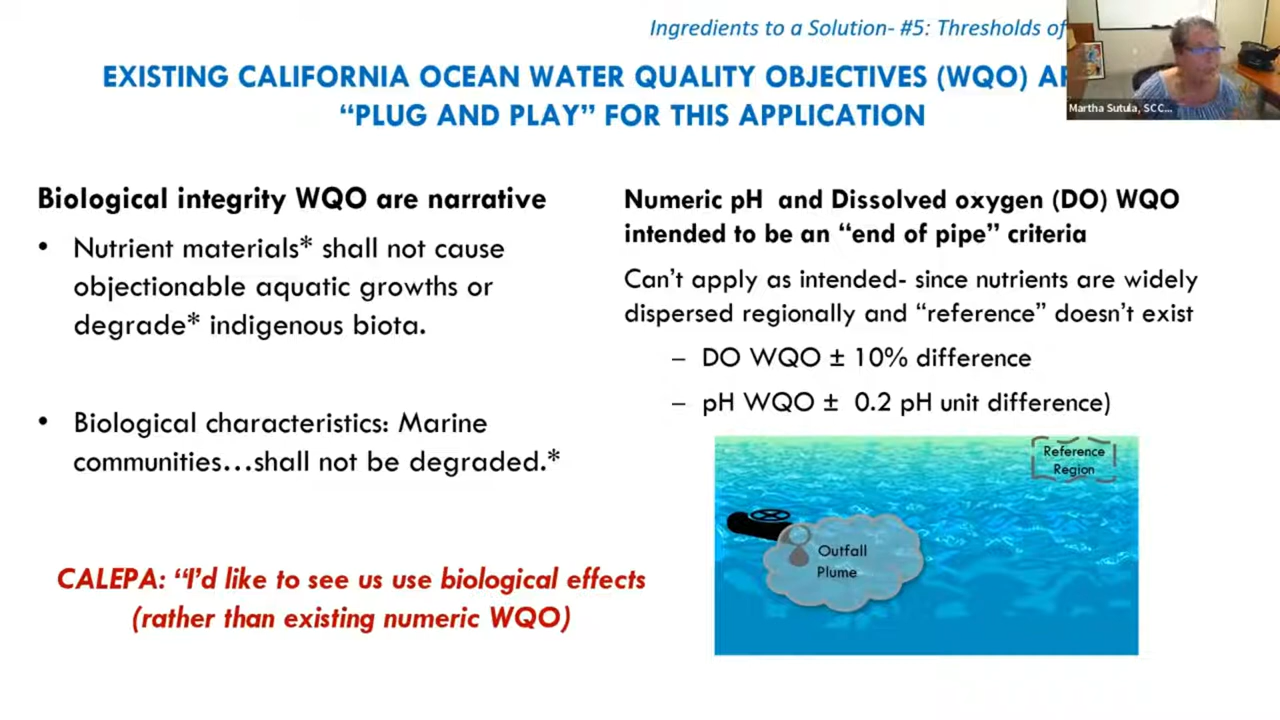 Ingredients to a Solution- #5: Thresholds of
EXISTING CALIFORNIA OCEAN WATER QUALITY OBJECTIVES (WQO)
“PLUG AND PLAY” FOR THIS APPLICATION
Martha Sutula, SCC...
Biological integrity WQO are narrative
• Nutrient materials* shall not cause
objectionable aquatic growths or
degrade* indigenous biota.
• Biological characteristics: Marine
communities...shall not be degraded.*
CALEPA: “I’d like to see us use biological effects
(rather than existing numeric WQO)
Numeric pH and Dissolved oxygen (DO) WQO
intended to be an “end of pipe” criteria
Can’t apply as intended- since nutrients are widely
dispersed regionally and “reference” doesn’t exist
– DO WQO ± 10% difference
– pH WQO ± 0.2 pH unit difference)
Reference
Region
Outfall
Plume